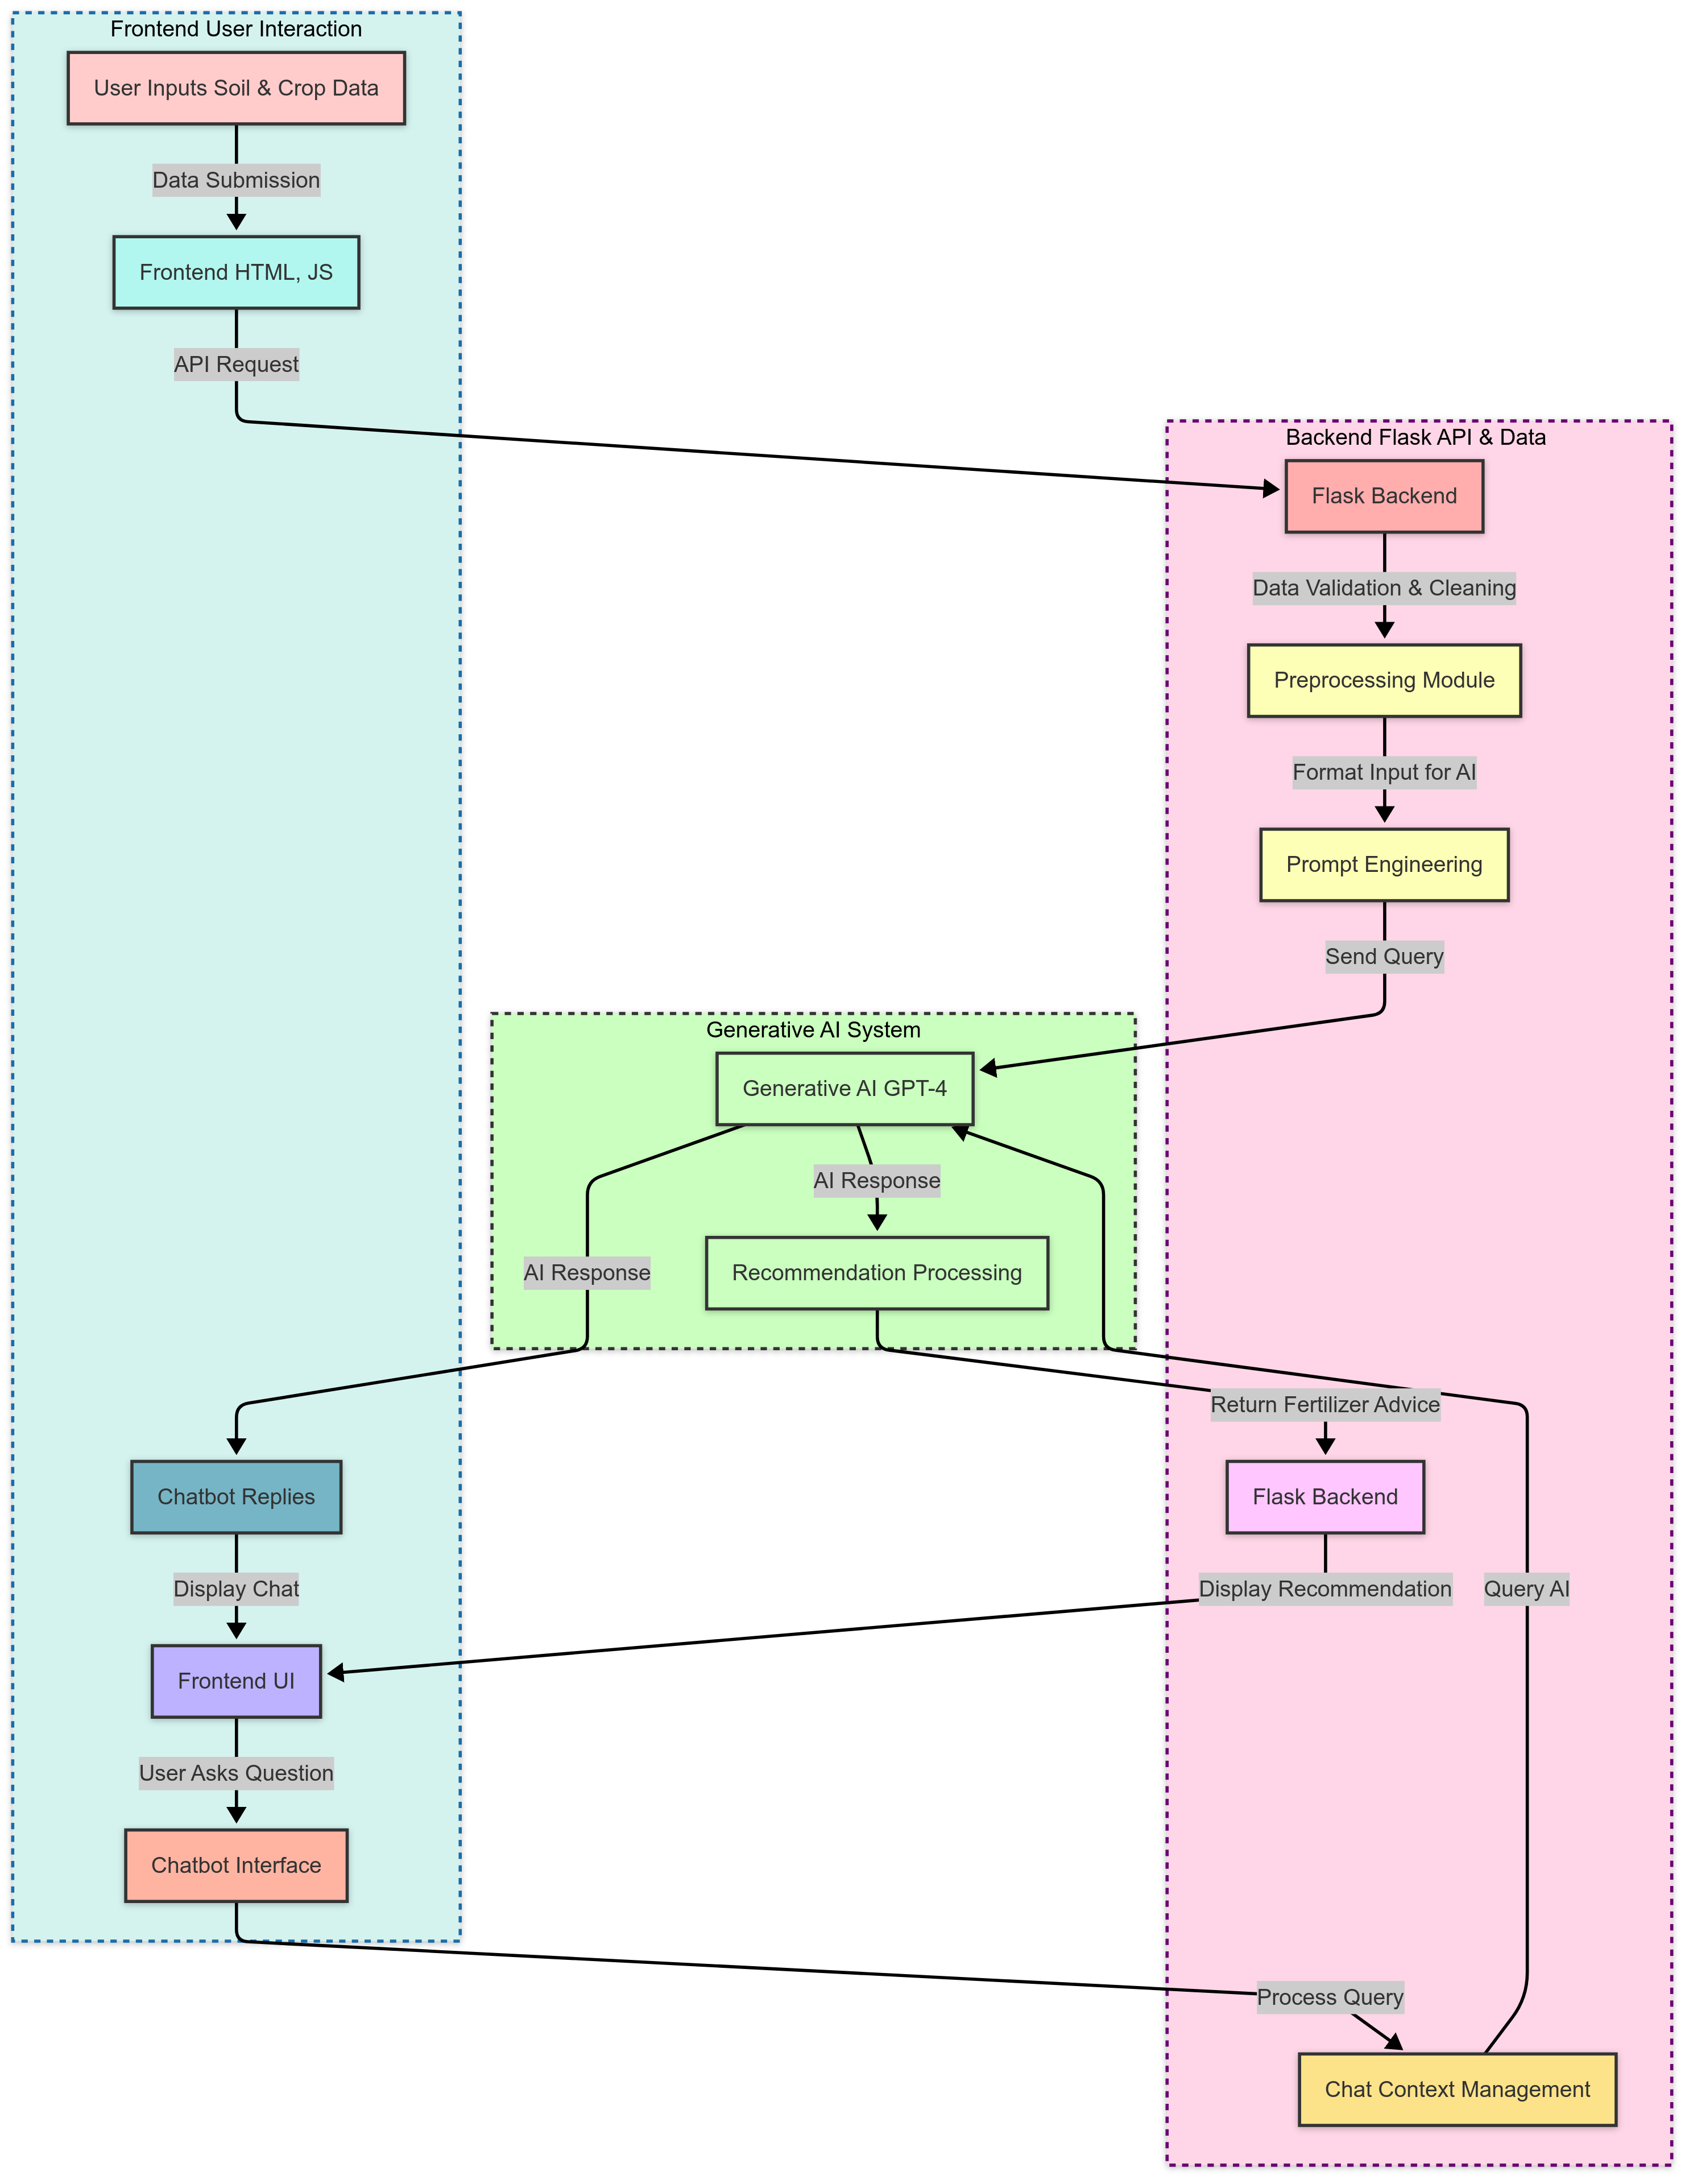 Frontend User Interaction
User Inputs Soil & Crop Data
Data Submission
Frontend HTML, JS
API Request
Backend Flask API & Data
Flask Backend
Data Validation & Cleaning
Preprocessing Module
Format Input for AI
Prompt Engineering
Send Query
Generative AI System
Generative AI GPT-4
AI Response
Recommendation Processing
AI Response
Return Fertilizer Advice
Chatbot Replies
Flask Backend
Display Chat
Display Recommendation
Query AI
Frontend UI
User Asks Question
Chatbot Interface
Process Query
Chat Context Management